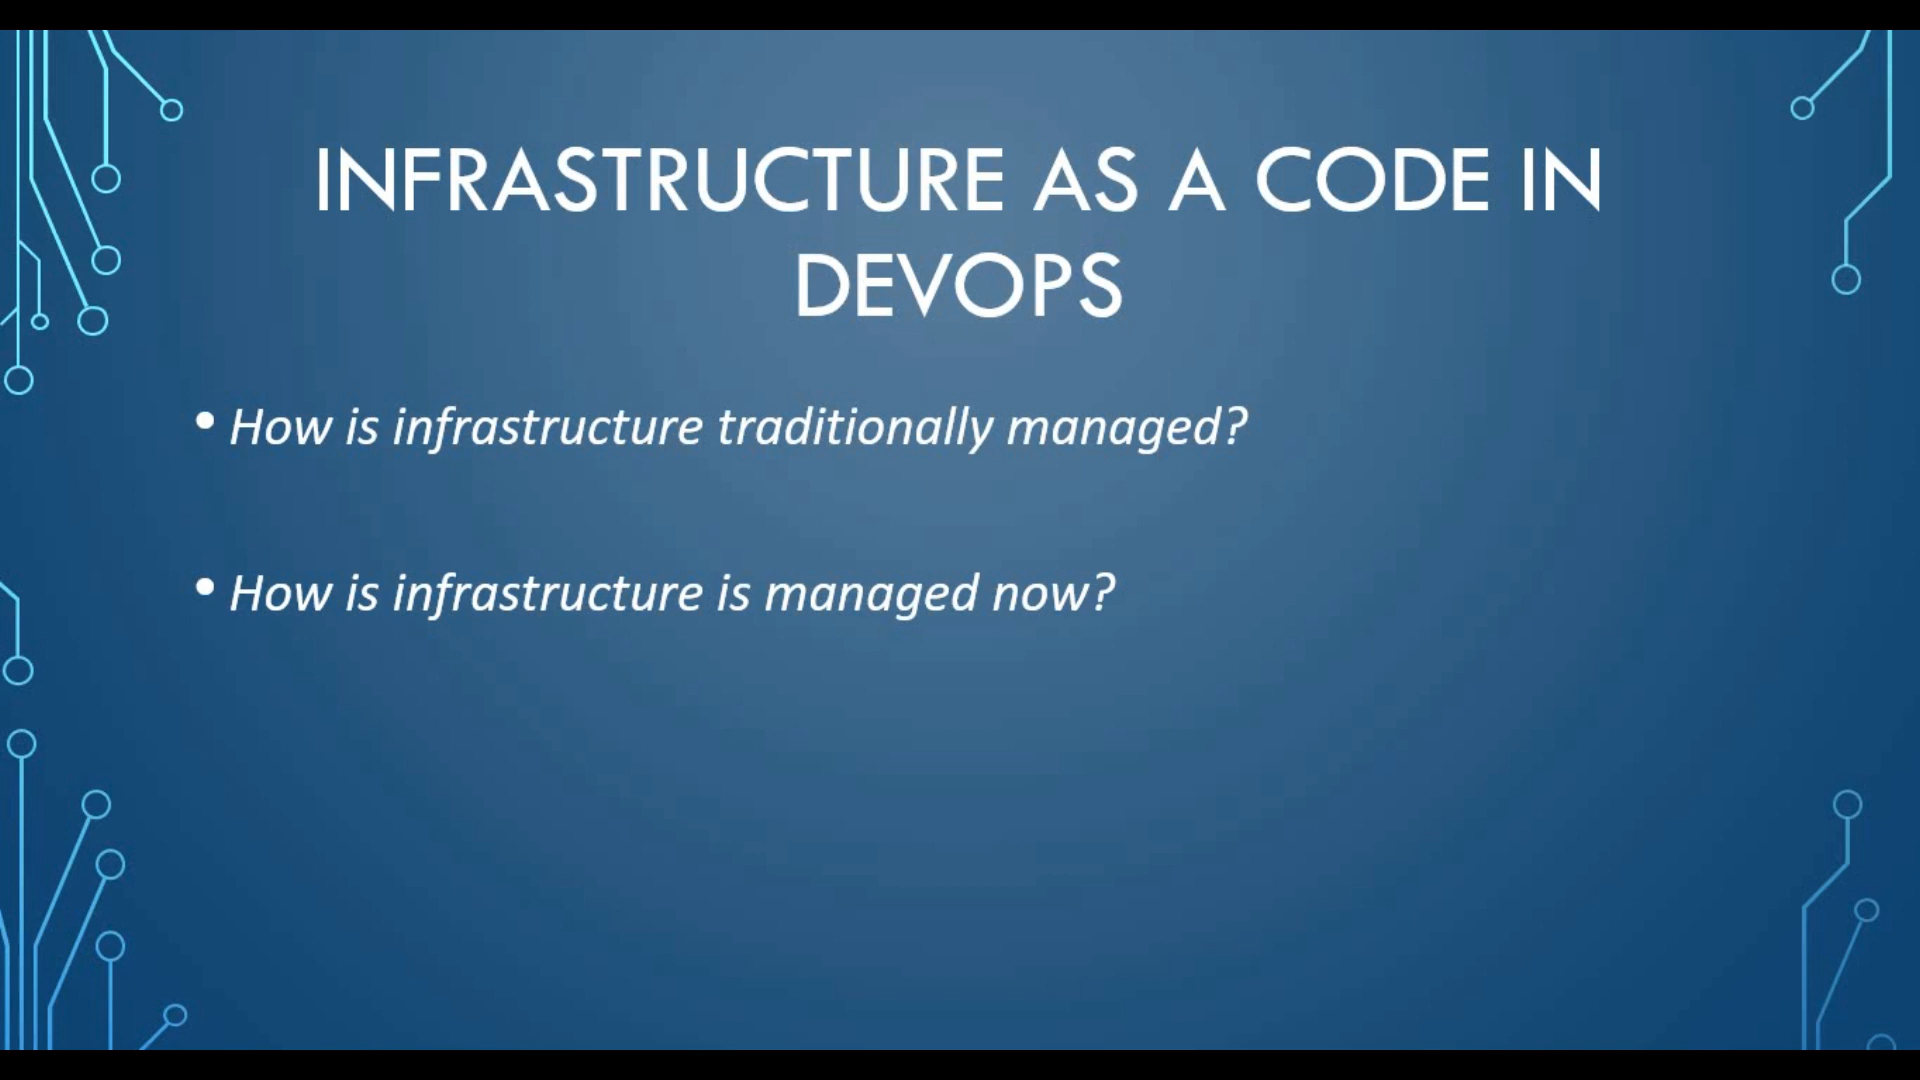 INFRASTRUCTURE AS A CODE IN
DEVOPS
• How is infrastructure traditionally managed?
• How is infrastructure is managed now?